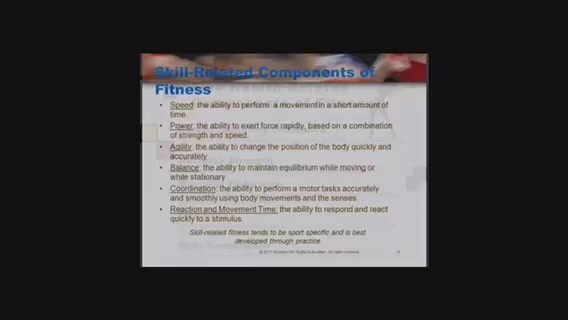 Skill-Related Components of
Fitness
• Speed: the ability to perform a movement in a short amount of
time.
• Power: the ability to exert force rapidly, based on a combination
of strength and speed.
• Agility: the ability to change the position of the body quickly and
accurately
• Balance: the ability to maintain equilibrium while moving or
while stationary
• Coordination: the ability to perform a motor tasks accurately
and smoothly using body movements and the senses.
• Reaction and Movement Time: the ability to respond and react
quickly to a stimulus.
Skill-related fitness tends to be sport specific and is best
developed through practice
Higher Education. All rights reserved.